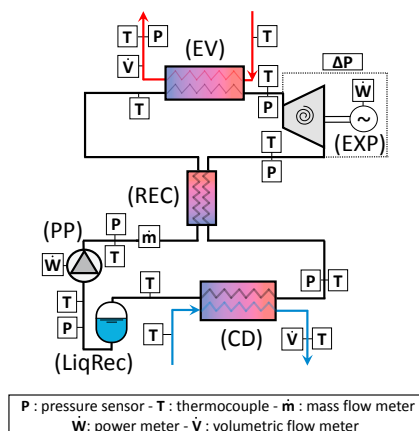 T
P
(EV)
T
V̇
T
ΔP
T
P
Ẇ
~
(EXP)
T
P
(REC)
(PP)
P
ṁ
T
Ẇ
T
T
P
P
T
(LiqRec)
T
(CD)
V̇
T
P : pressure sensor - T : thermocouple - ṁ : mass flow meter
Ẇ: power meter - V̇ : volumetric flow meter